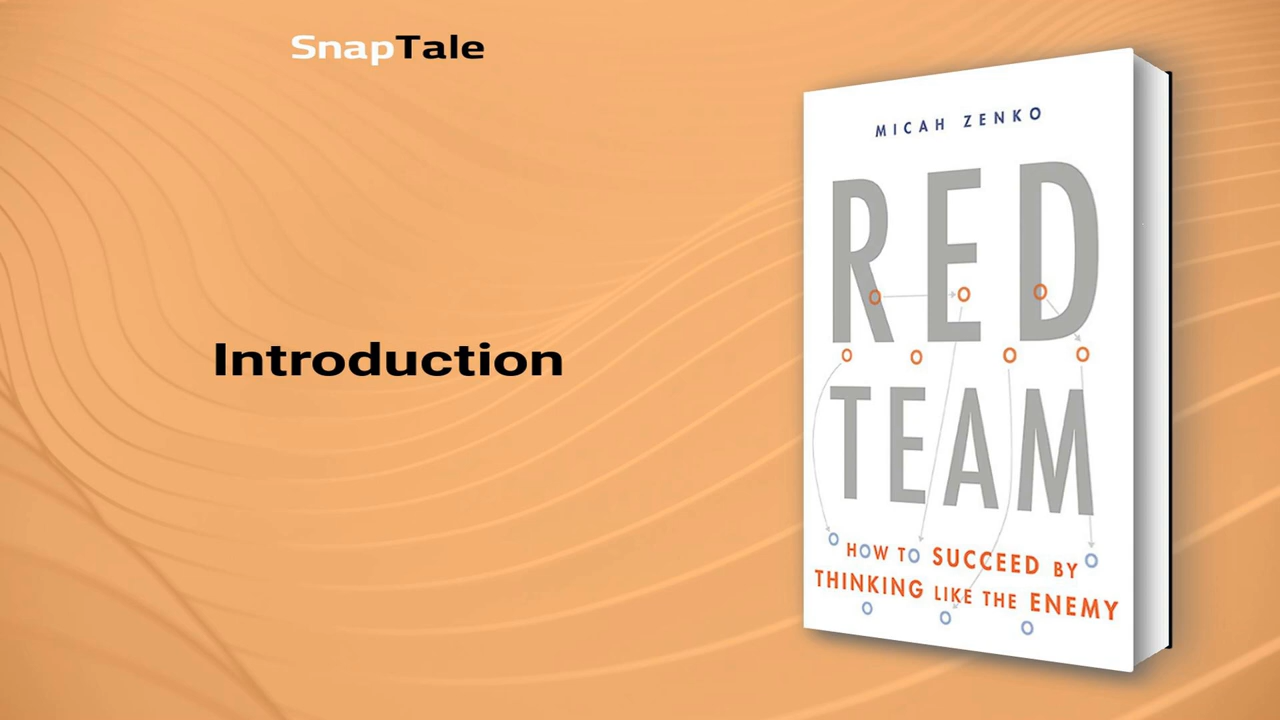 SnapTale
Introduction
MICAH ZENKO
RED
TEAM
HOW TO SUCCEED BY
THINKING LIKE THE ENEMY